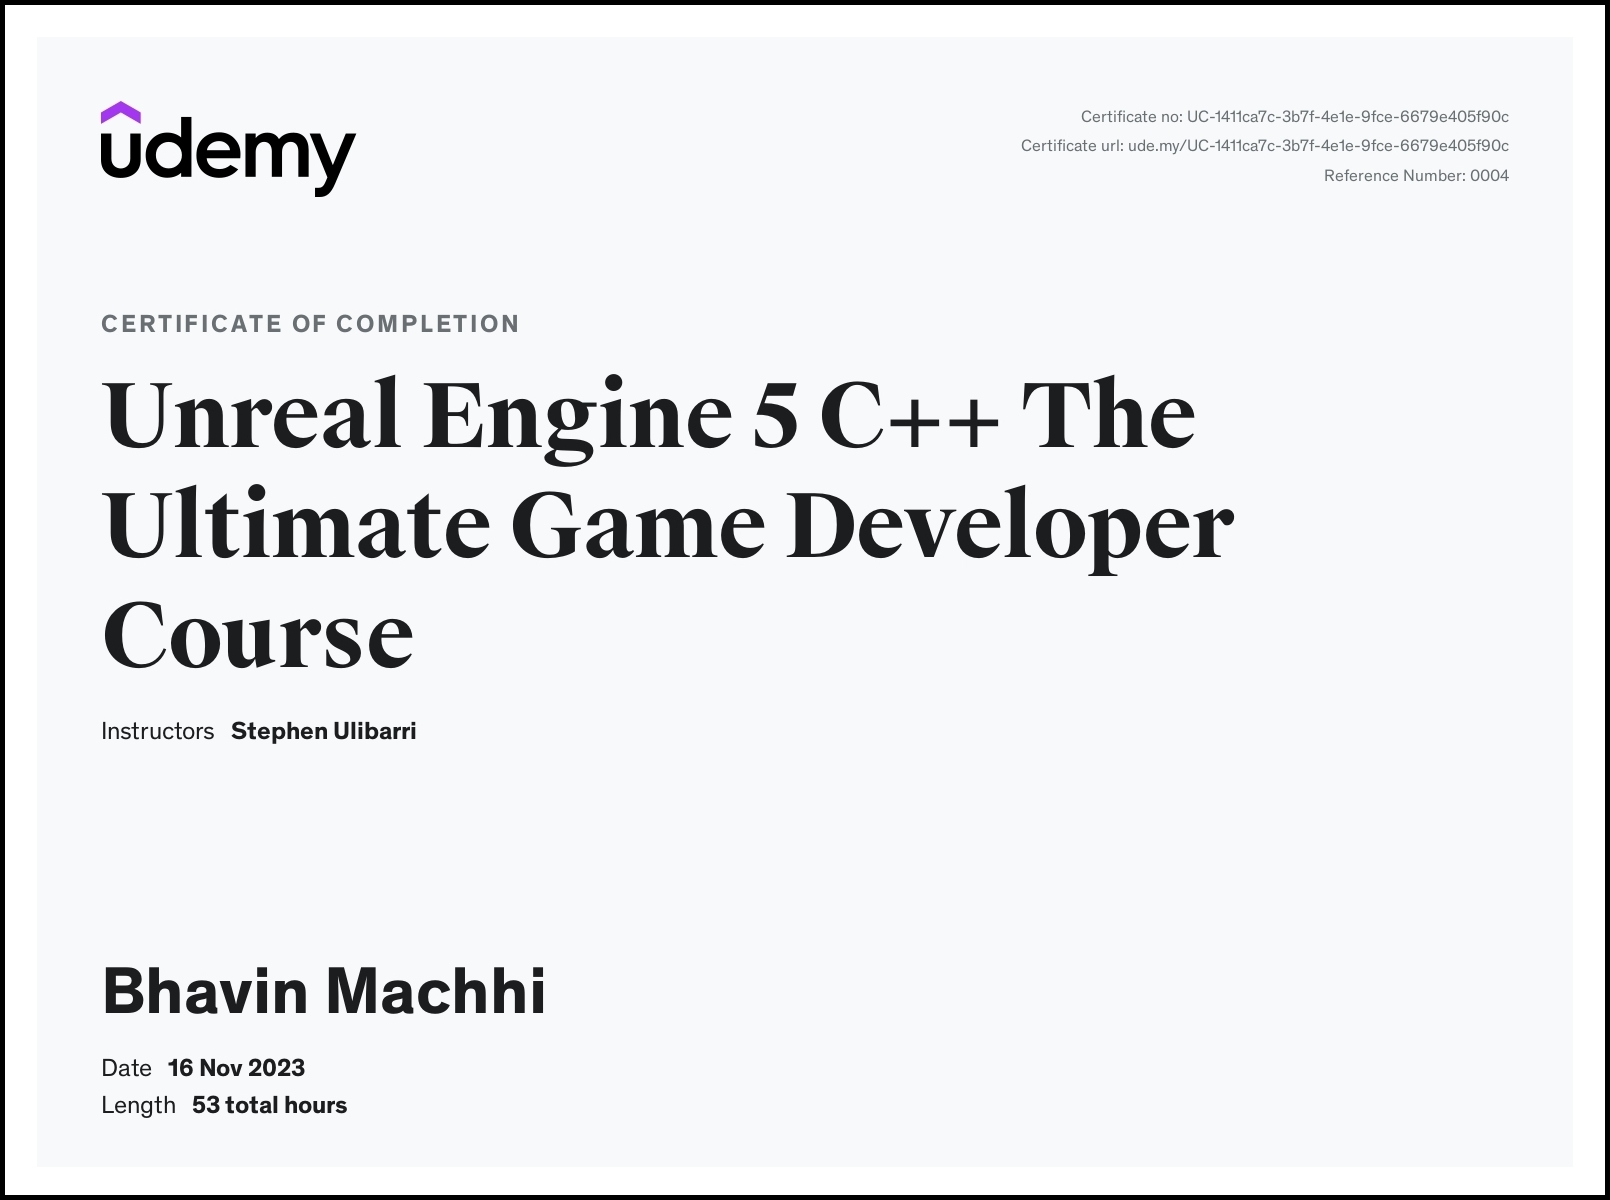 udemy
Certificate no: UC-1411ca7c-3b7f-4e1e-9fce-6679e405f90c
Certificate url: ude.my/UC-1411ca7c-3b7f-4e1e-9fce-6679e405f90c
Reference Number: 0004
CERTIFICATE OF COMPLETION
Unreal Engine 5 C++ The
Ultimate Game Developer
Course
Instructors Stephen Ulibarri
Bhavin Machhi
Date 16 Nov 2023
Length 53 total hours